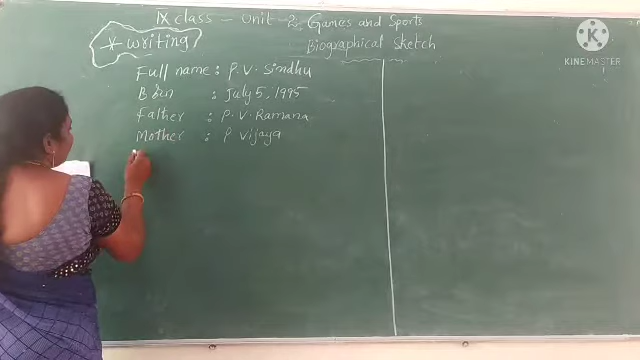 IX class - Unit - 2. Games and Sports
* writing
Biographical sketch
Full name : P. V. Sindhu
Born : July 5, 1995
Father : P. V. Ramana
Mother : P Vijaya
KINEMASTER